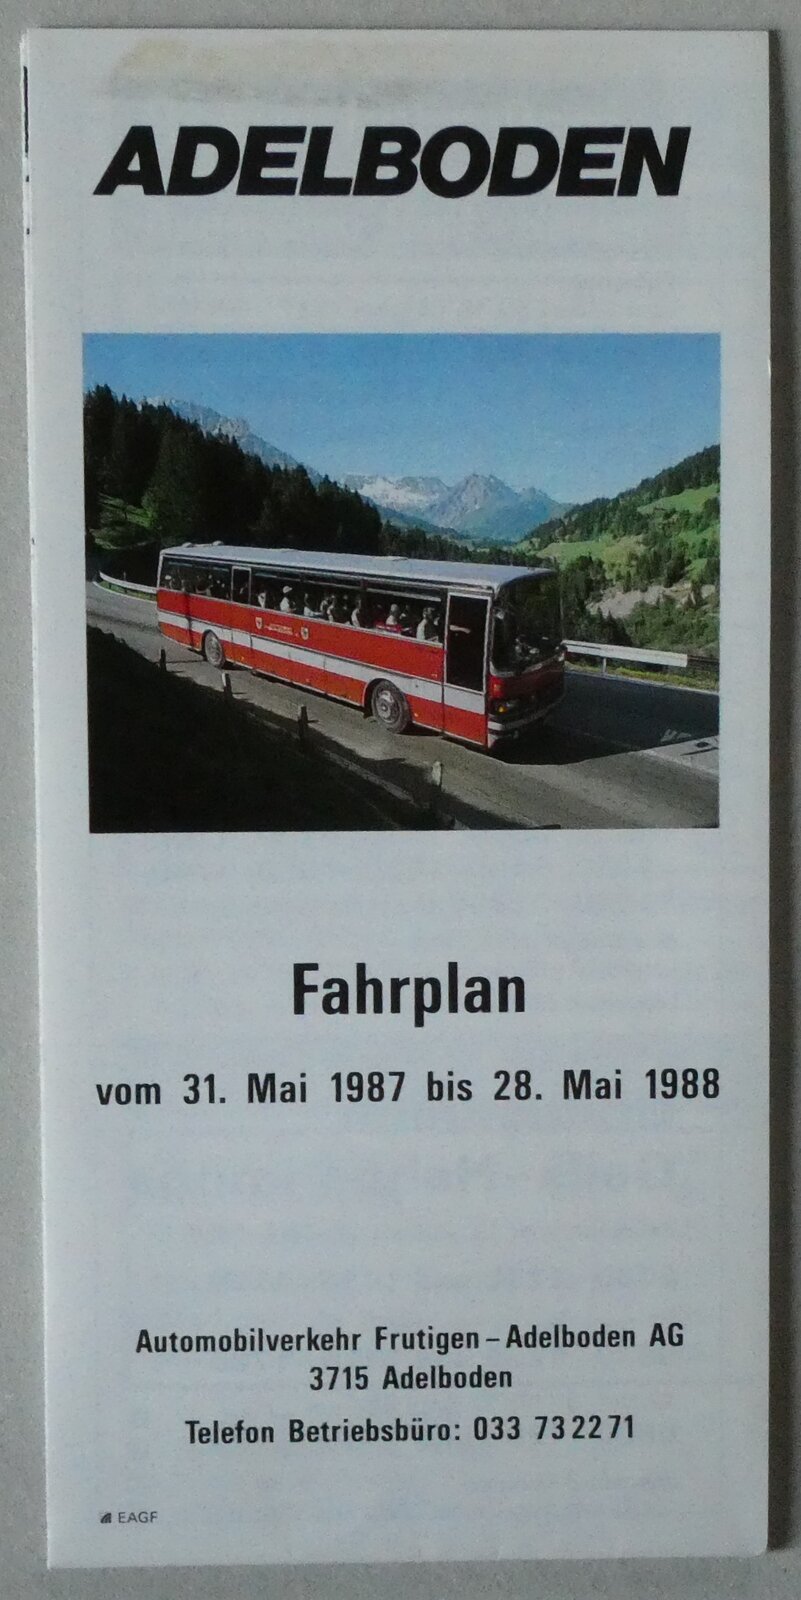 ADELBODEN
Fahrplan
vom 31. Mai 1987 bis 28. Mai 1988
Automobilverkehr Frutigen – Adelboden AG
3715 Adelboden
Telefon Betriebsbüro: 033 73 22 71
EAGF